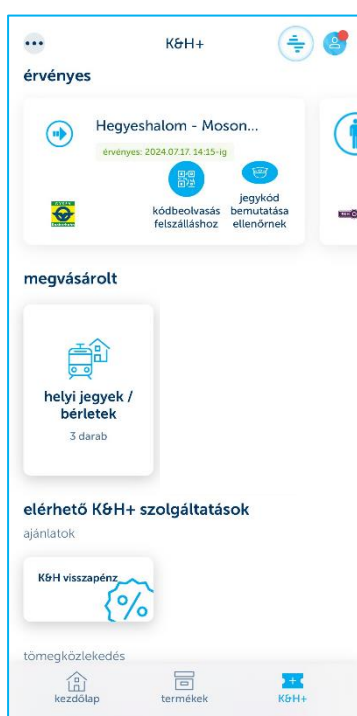 K&H+
érvényes
Hegyeshalom - Moson...
érvényes: 2024.07.17. 14:15-ig
kódbeolvasás
felszálláshoz
jegykód
bemutatása
ellenőrnek
megvásárolt
helyi jegyek /
bérletek
3 darab
elérhető K&H+ szolgáltatások
ajánlatok
K&H visszapénz
%
tömegközlekedés
kezdőlap
termékek
K&H+